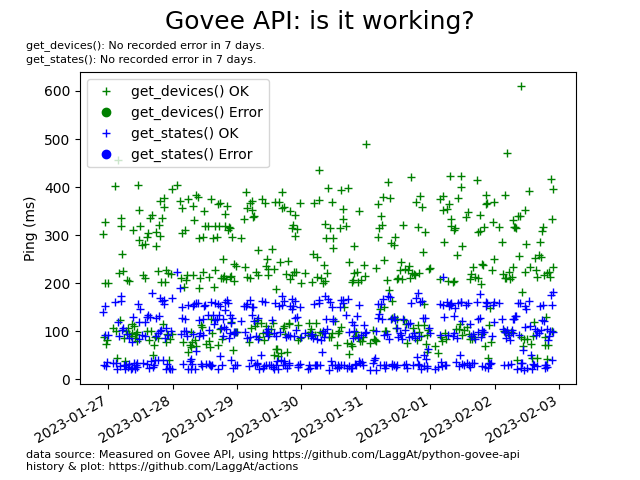 Govee API: is it working?
get_devices(): No recorded error in 7 days.
get_states(): No recorded error in 7 days.
get_devices() OK
get_devices() Error
get_states() OK
get_states() Error
Ping (ms)
600
500
400
300
200
100
0
2023-01-27
2023-01-28
2023-01-29
2023-01-30
2023-01-31
2023-02-01
2023-02-02
2023-02-03
data source: Measured on Govee API, using https://github.com/LaggAt/python-govee-api
history & plot: https://github.com/LaggAt/actions